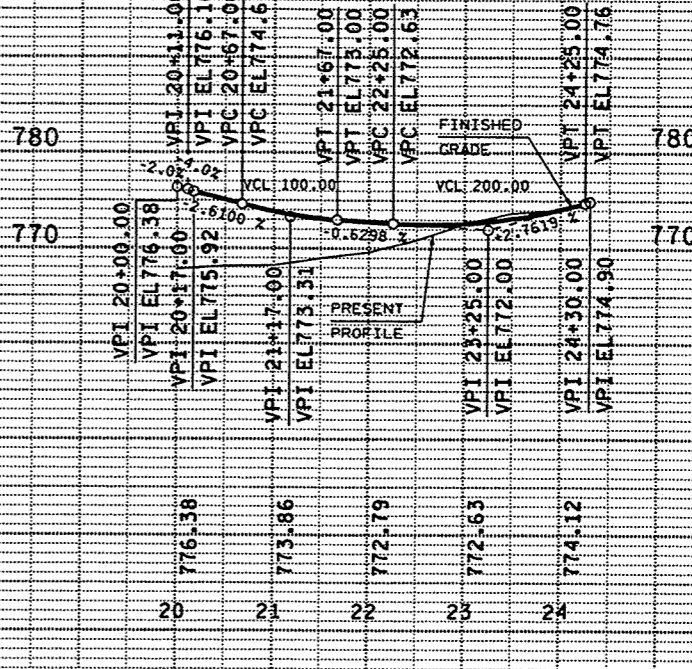 VPI 20+11.0
VPI EL776.1
VPC 20+67.0
VPC EL774.6
VPT 21+67.00
VPT EL773.00
VPC 22+25.00
VPC EL772.63
VPT 24+25.00
VPT EL774.76
780
FINISHED
GRADE
780
-2.0%
-4.0%
VCL 100.00
VCL 200.00
-2.6100 %
-0.6298 %
+2.7619 %
770
770
VPI 20+00.00
VPI EL776.38
VPI 20+17.00
VPI EL775.92
VPI 21+17.00
VPI EL773.31
PRESENT
PROFILE
VPI 23+25.00
VPI EL772.00
VPI 24+30.00
VPI EL774.90
776.38
773.86
772.79
772.63
774.12
20
21
22
23
24